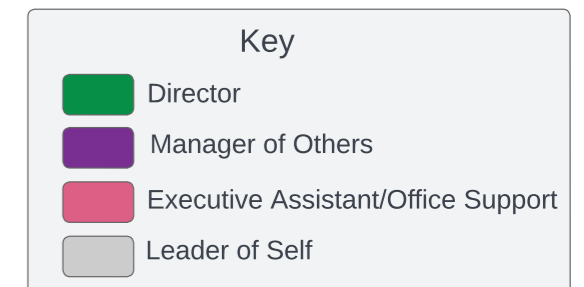 Key
Director
Manager of Others
Executive Assistant/Office Support
Leader of Self